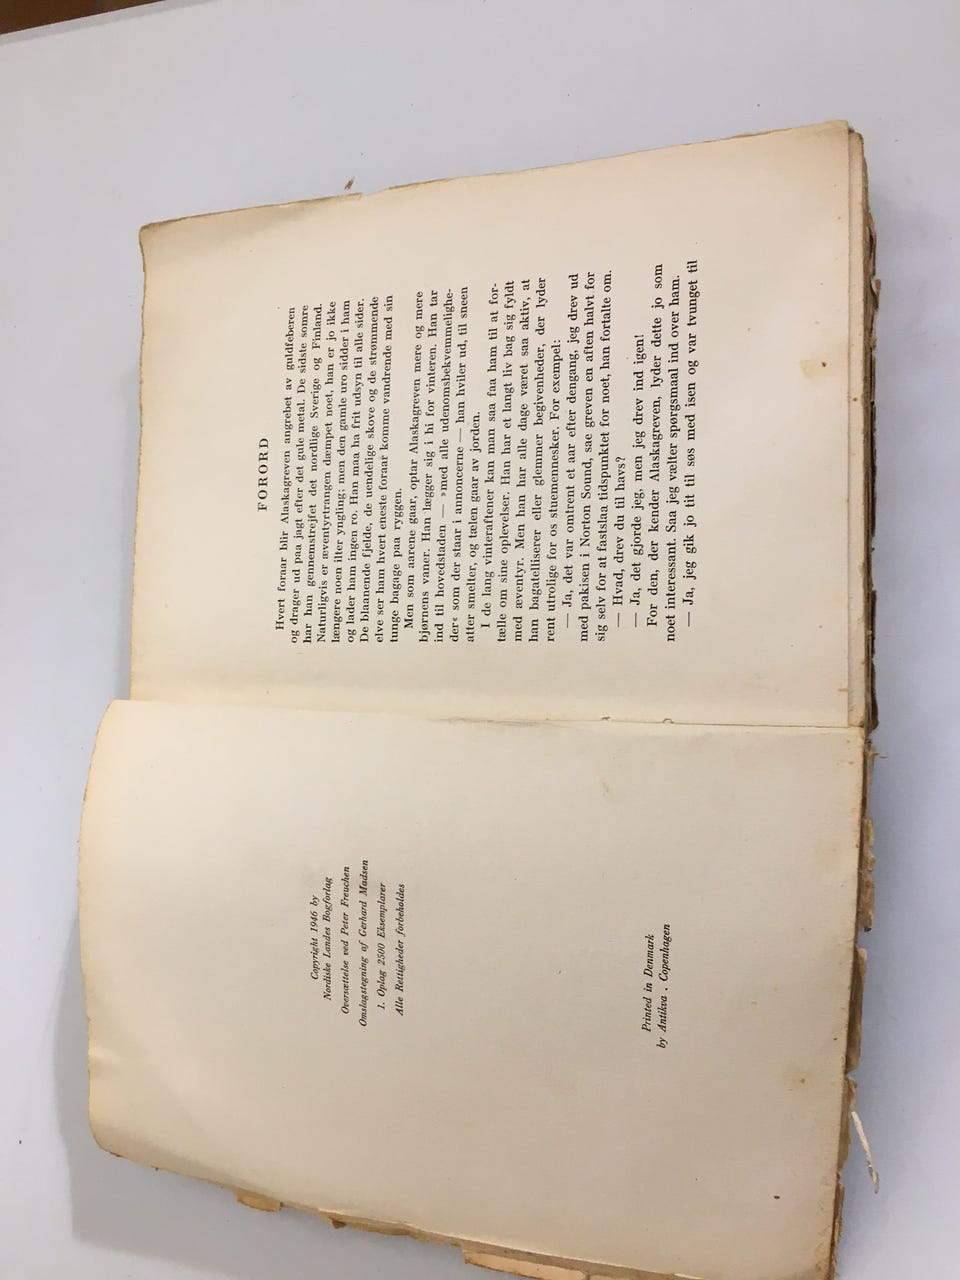 Copyright 1946 by
Nordiske Landes Bogforlag
Oversættelse ved Peter Freuchen
Omslagstegning af Gerhard Madsen
1. Oplag 2500 Eksemplarer
Alle Rettigheder forbeholdes
Printed in Denmark
by Antikva . Copenhagen
FORORD
Hvert foraar blir Alaskagreven angrebet av guldfeberen
og drager ud paa jagt efter det gule metal. De sidste somre
har han gennemstrejfet det nordlige Sverige og Finland.
Naturligvis er æventyrtrangen dæmpet noet, han er jo ikke
længere noen ilter yngling; men den gamle uro sidder i ham
og lader ham ingen ro. Han maa ha frit udsyn til alle sider.
De blaanende fjelde, de uendelige skove og de strømmende
elve ser ham hvert eneste foraar komme vandrende med sin
tunge bagage paa ryggen.
Men som aarene gaar, optar Alaskagreven mere og mere
bjørnens vaner. Han lægger sig i hi for vinteren. Han tar
ind til hovedstaden — »med alle udenomsbekvemmelighe-
der« som der staar i annoncerne — han hviler ud, til sneen
atter smelter, og tælen gaar av jorden.
I de lang vinteraftener kan man saa faa ham til at for-
tælle om sine oplevelser. Han har et langt liv bag sig fyldt
med æventyr. Men han har alle dage været saa aktiv, at
han bagatelliserer eller glemmer begivenheder, der lyder
rent utrolige for os stuemennesker. For exempel:
— Ja, det var omtrent et aar efter dengang, jeg drev ud
med pakisen i Norton Sound, sae greven en aften halvt for
sig selv for at fastslaa tidspunktet for noet, han fortalte om.
— Hvad, drev du til havs?
— Ja, det gjorde jeg, men jeg drev ind igen!
For den, der kender Alaskagreven, lyder dette jo som
noet interessant. Saa jeg vælter spørgsmaal ind over ham.
— Ja, jeg gik jo tit til søs med isen og var tvunget til